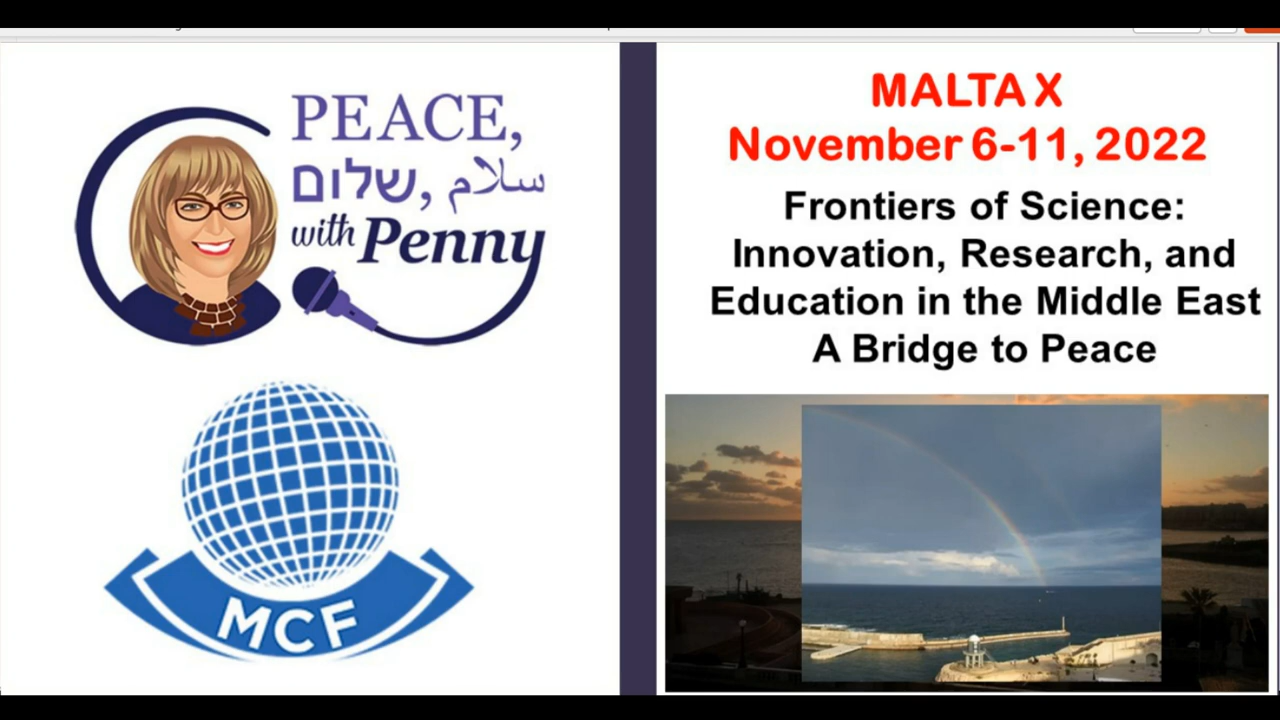 PEACE,
שלום, سلام
with Penny
MCF
MALTA X
November 6-11, 2022
Frontiers of Science:
Innovation, Research, and
Education in the Middle East
A Bridge to Peace